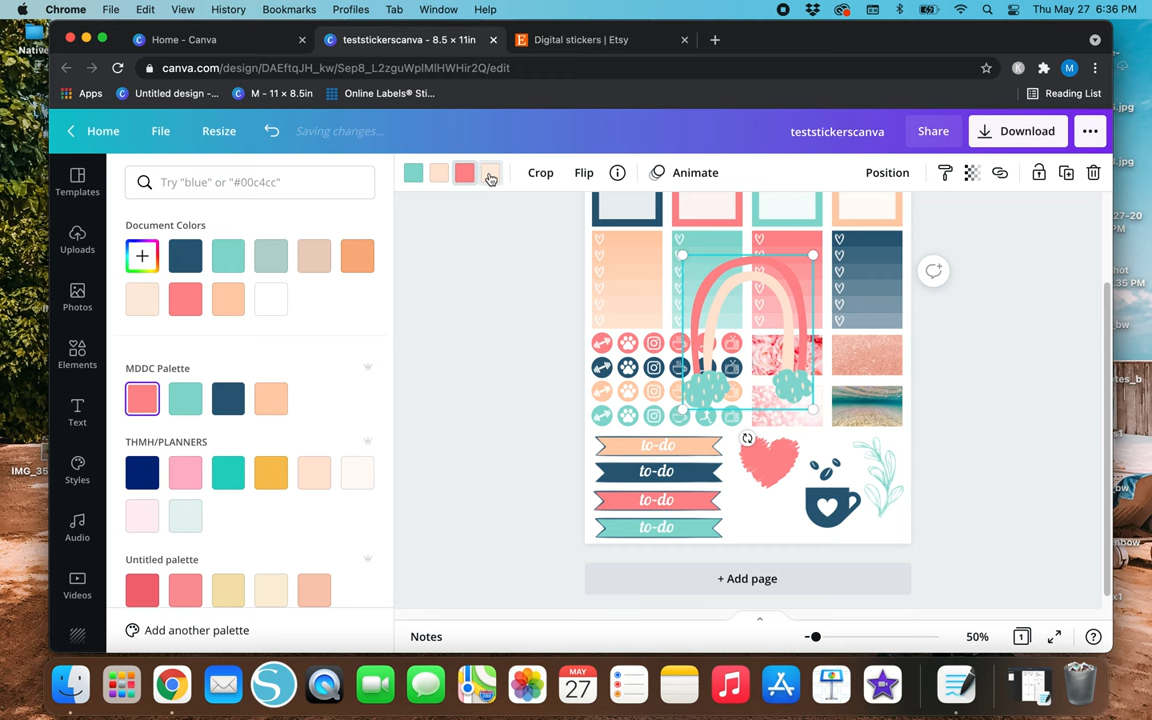 Chrome File Edit View History Bookmarks Profiles Tab Window Help Thu May 27 6:36 PM
Home - Canva teststickerscanva - 8.5 × 11in Digital stickers | Etsy
canva.com/design/DAEftqJH_kw/Sep8_L2zguWplMIHWHir2Q/edit
Apps Untitled design -... M - 11 × 8.5in Online Labels® Sti... Reading List
Home File Resize Saving changes... teststickerscanva Share Download
Try "blue" or "#00c4cc" Crop Flip Animate Position
Templates
Document Colors
Uploads
Photos
MDDC Palette
Elements
Text
THMH/PLANNERS
to-do
Styles
to-do
to-do
Audio
to-do
Untitled palette
Videos
+ Add page
Add another palette
Notes 50% 1
MAY
27